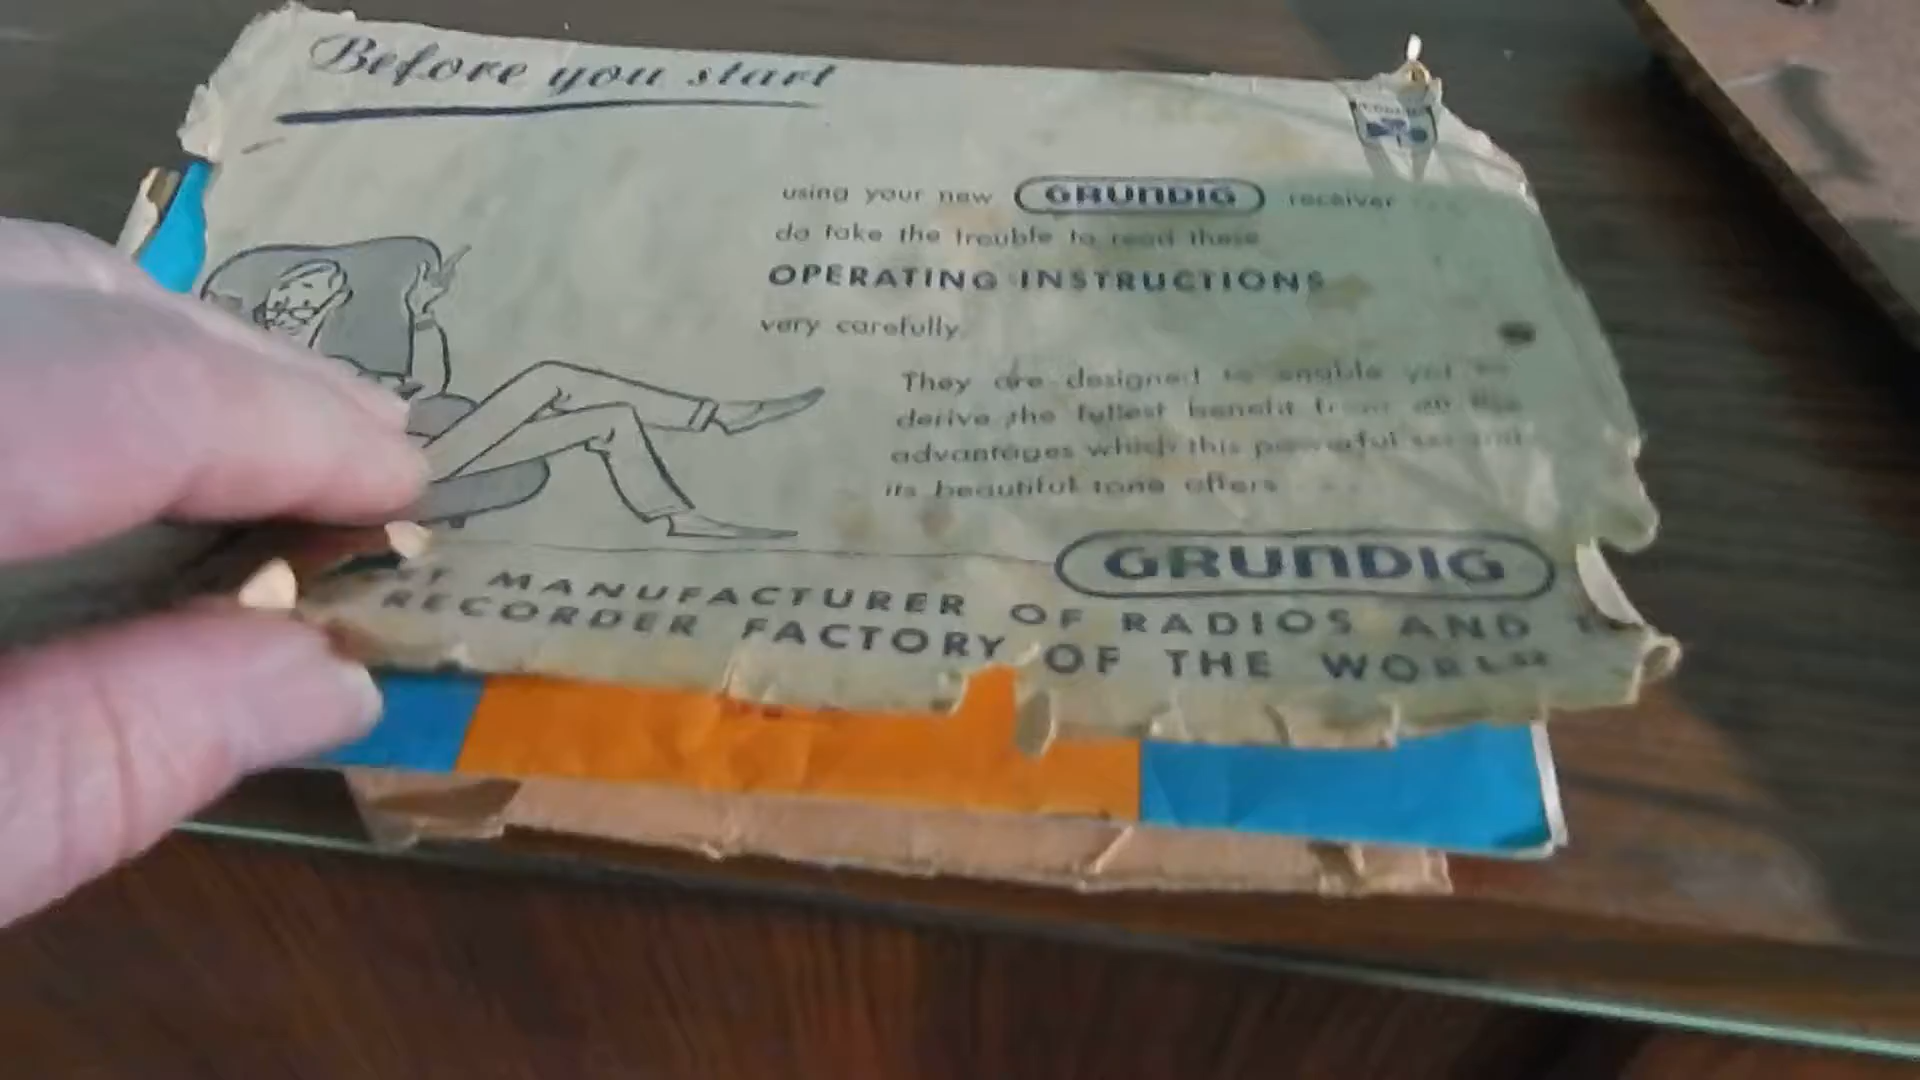 Before you start
using your new GRUNDIG receiver
do take the trouble to read these
OPERATING INSTRUCTIONS
very carefully.
They are designed to enable you to
derive the fullest benefit from all the
advantages which this powerful set and
its beautiful tone offers
GRUNDIG
MANUFACTURER OF RADIOS AND
RECORDER FACTORY OF THE WORLD